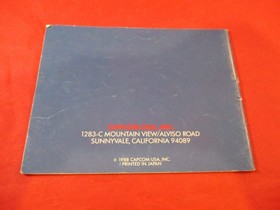 1283-C MOUNTAIN VIEW/ALVISO ROAD
SUNNYVALE, CALIFORNIA 94089
© 1988 CAPCOM USA, INC.
PRINTED IN JAPAN